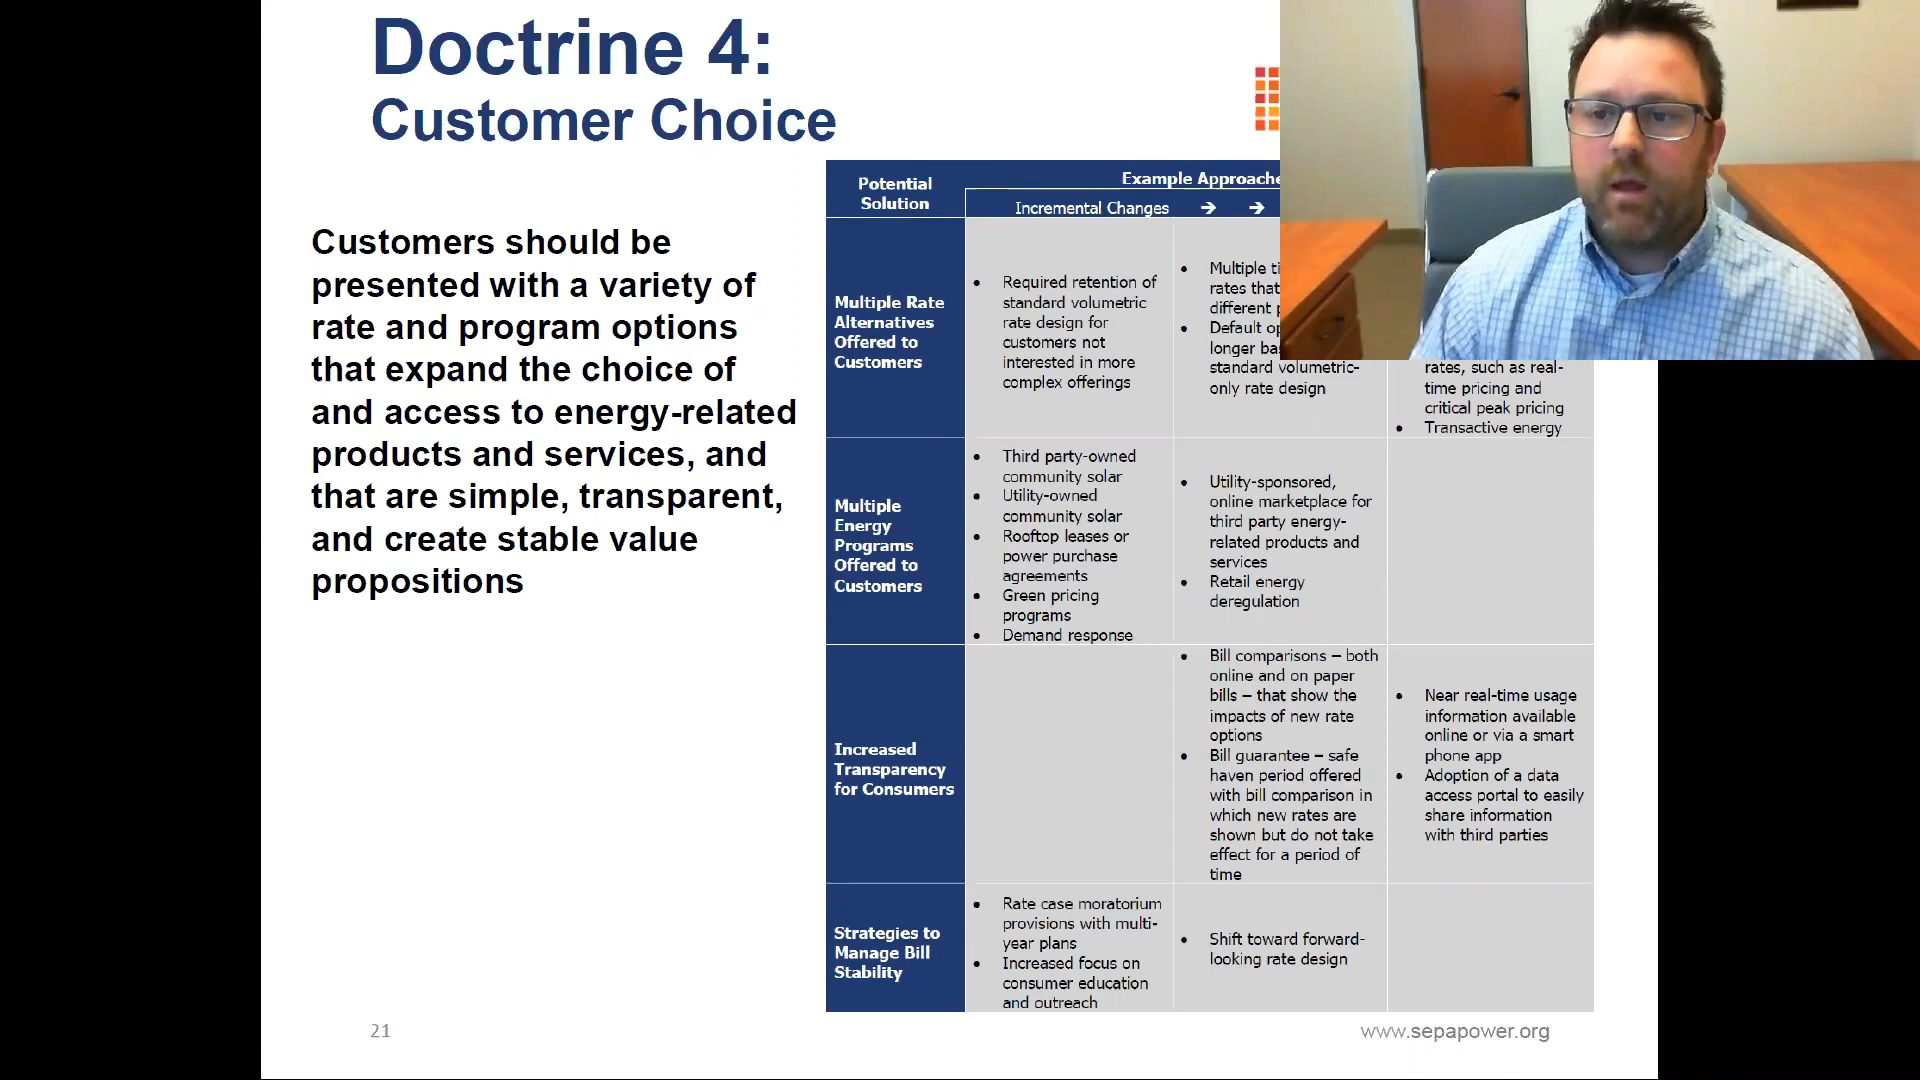 Doctrine 4:
Customer Choice
Customers should be
presented with a variety of
rate and program options
that expand the choice of
and access to energy-related
products and services, and
that are simple, transparent,
and create stable value
propositions
Potential
Solution
Example Approache
Incremental Changes → →
Multiple Rate
Alternatives
Offered to
Customers
• Required retention of
standard volumetric
rate design for
customers not
interested in more
complex offerings
• Multiple ti
rates that
different
• Default op
longer
standard volumetric-
only rate design
rates, such as real-
time pricing and
critical peak pricing
• Transactive energy
Multiple
Energy
Programs
Offered to
Customers
• Third party-owned
community solar
• Utility-owned
community solar
• Rooftop leases or
power purchase
agreements
• Green pricing
programs
• Demand response
• Utility-sponsored,
online marketplace for
third party energy-
related products and
services
• Retail energy
deregulation
Increased
Transparency
for Consumers
• Bill comparisons – both
online and on paper
bills – that show the
impacts of new rate
options
• Bill guarantee – safe
haven period offered
with bill comparison in
which new rates are
shown but do not take
effect for a period of
time
• Near real-time usage
information available
online or via a smart
phone app
• Adoption of a data
access portal to easily
share information
with third parties
Strategies to
Manage Bill
Stability
• Rate case moratorium
provisions with multi-
year plans
• Increased focus on
consumer education
and outreach
• Shift toward forward-
looking rate design
21
www.sepapower.org